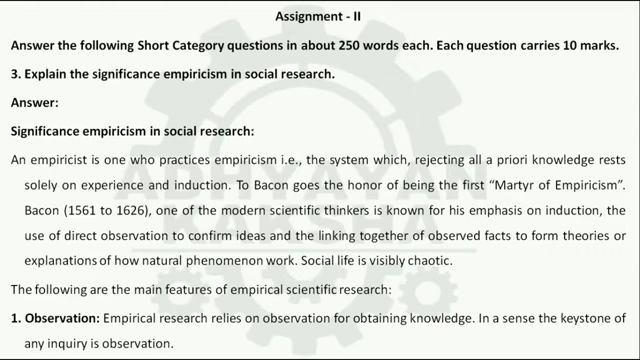 Assignment - II
Answer the following Short Category questions in about 250 words each. Each question carries 10 marks.
3. Explain the significance empiricism in social research.
Answer:
Significance empiricism in social research:
An empiricist is one who practices empiricism i.e., the system which, rejecting all a priori knowledge rests
solely on experience and induction. To Bacon goes the honor of being the first “Martyr of Empiricism”.
Bacon (1561 to 1626), one of the modern scientific thinkers is known for his emphasis on induction, the
use of direct observation to confirm ideas and the linking together of observed facts to form theories or
explanations of how natural phenomenon work. Social life is visibly chaotic.
The following are the main features of empirical scientific research:
1. Observation: Empirical research relies on observation for obtaining knowledge. In a sense the keystone of
any inquiry is observation.
ADHYAYAN
RAKSHA